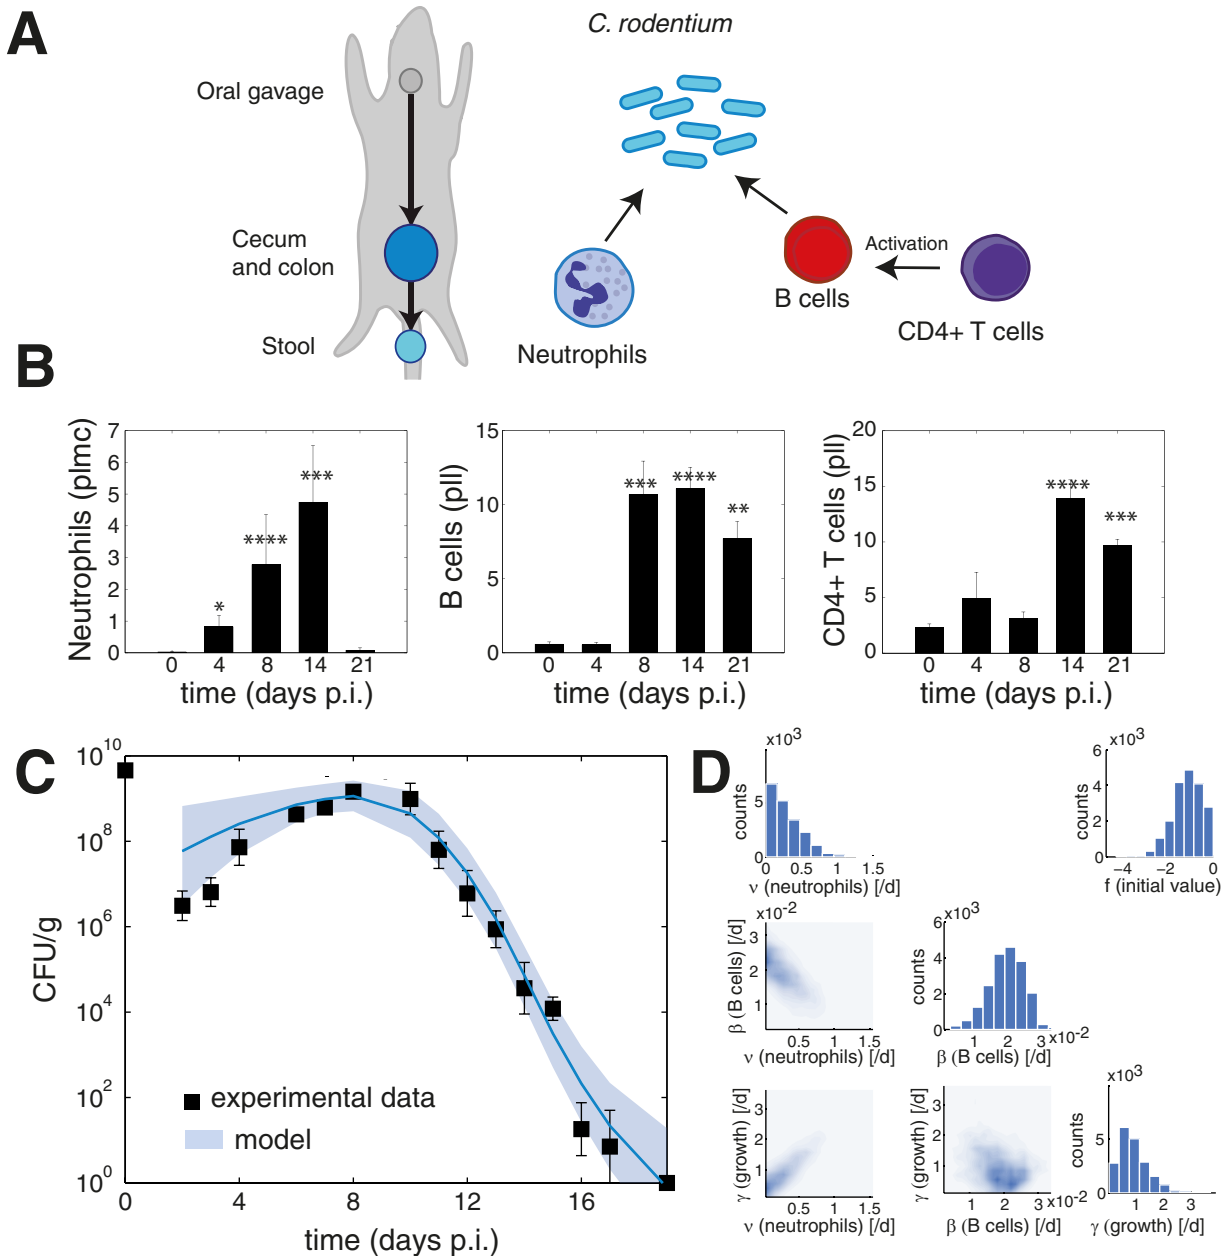 A
C. rodentium
Oral gavage
Cecum
and colon
Stool
Neutrophils
B cells
Activation
CD4+ T cells
B
Neutrophils (plmc)
7
6
5
4
3
2
1
0
*
****
***
0 4 8 14 21
time (days p.i.)
B cells (pll)
15
10
5
0
***
****
**
0 4 8 14 21
time (days p.i.)
CD4+ T cells (pll)
20
15
10
5
0
****
***
0 4 8 14 21
time (days p.i.)
C
CFU/g
10^10
10^8
10^6
10^4
10^2
10^0
experimental data
model
0 4 8 12 16
time (days p.i.)
D
x10^3
counts
6
3
0
0 0.5 1 1.5
ν (neutrophils) [/d]
x10^3
counts
6
3
0
−4 −2 0
f (initial value)
x10^-2
β (B cells) [/d]
3
2
1
0.5 1 1.5
ν (neutrophils) [/d]
x10^3
counts
6
3
0
1 2 3 x10^-2
β (B cells) [/d]
γ (growth) [/d]
3
2
1
0.5 1 1.5
ν (neutrophils) [/d]
γ (growth) [/d]
3
2
1
1 2 3 x10^-2
β (B cells) [/d]
x10^3
counts
10
5
0
1 2 3
γ (growth) [/d]